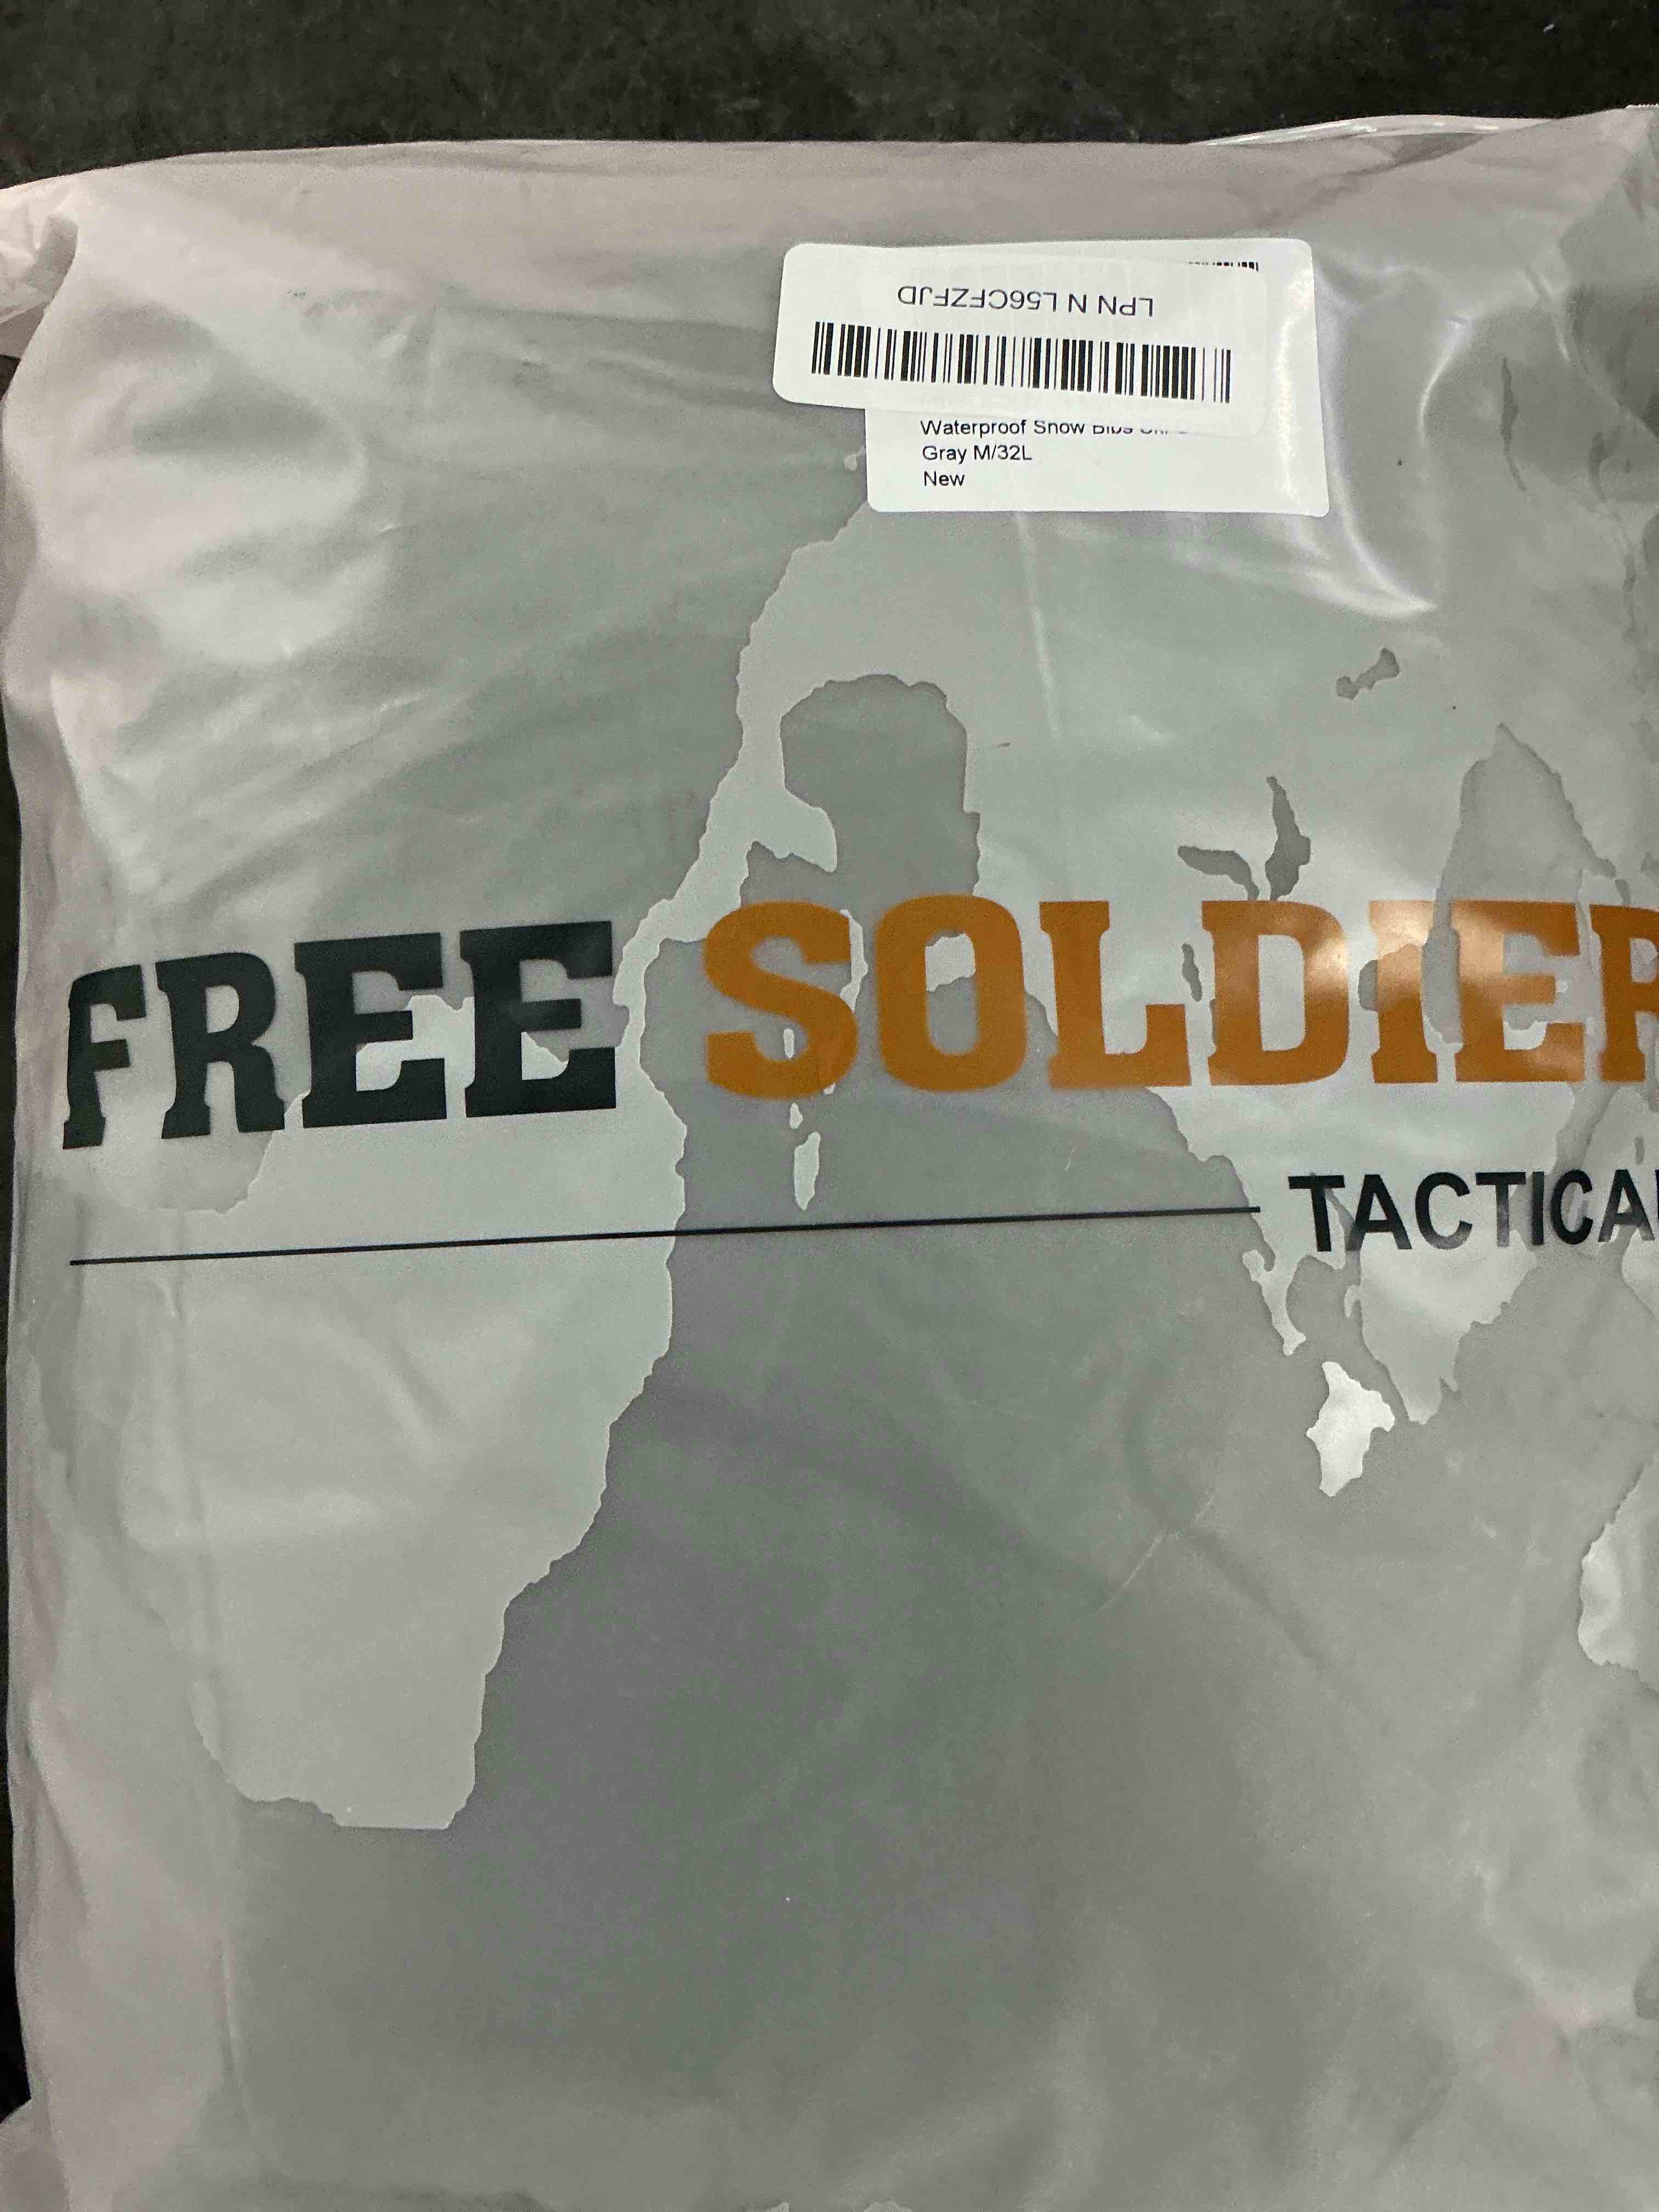 LPN N L56CFZFJD
Waterproof Snow Bibs
Gray M/32L
New
FREE SOLDIER
TACTICAL